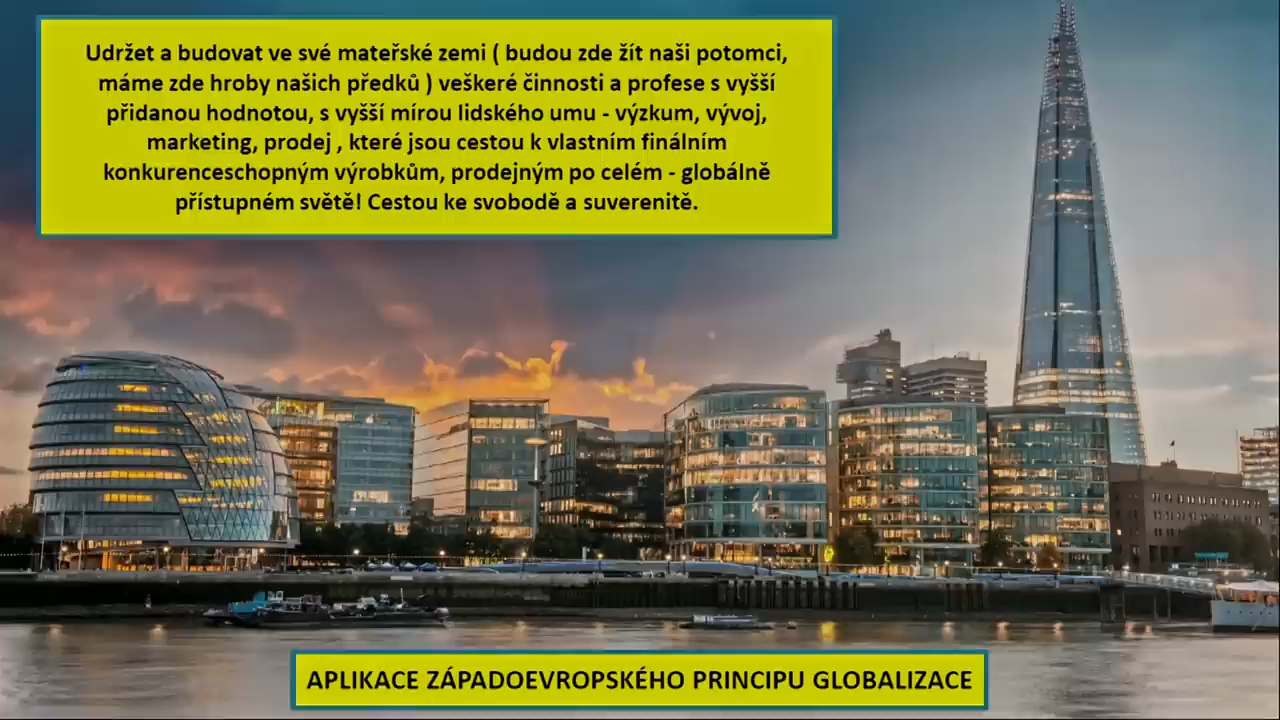 Udržet a budovat ve své mateřské zemi ( budou zde žít naši potomci,
máme zde hroby našich předků ) veškeré činnosti a profese s vyšší
přidanou hodnotou, s vyšší mírou lidského umu - výzkum, vývoj,
marketing, prodej , které jsou cestou k vlastním finálním
konkurenceschopným výrobkům, prodejným po celém - globálně
přístupném světě! Cestou ke svobodě a suverenitě.
APLIKACE ZÁPADOEVROPSKÉHO PRINCIPU GLOBALIZACE